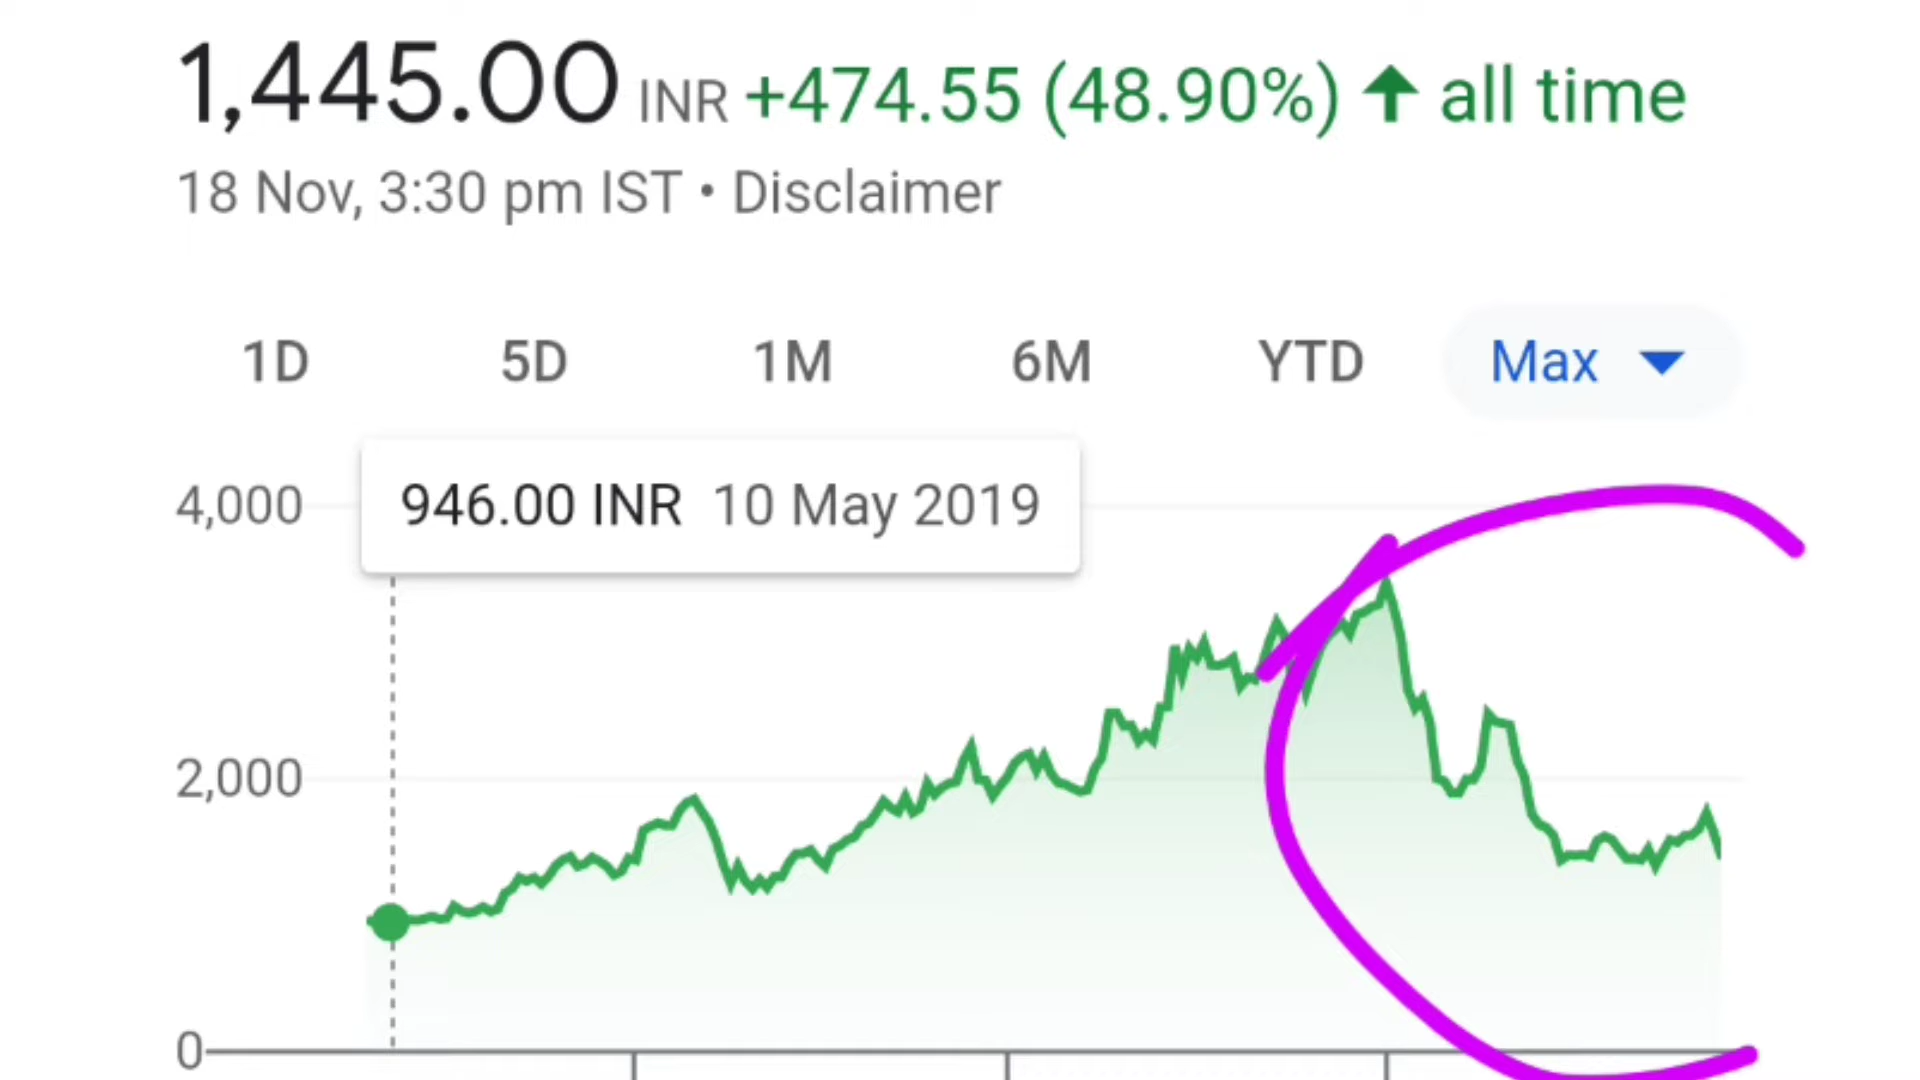 1,445.00 INR +474.55 (48.90%) ↑ all time
18 Nov, 3:30 pm IST • Disclaimer
1D 5D 1M 6M YTD Max
4,000 946.00 INR 10 May 2019
2,000
0